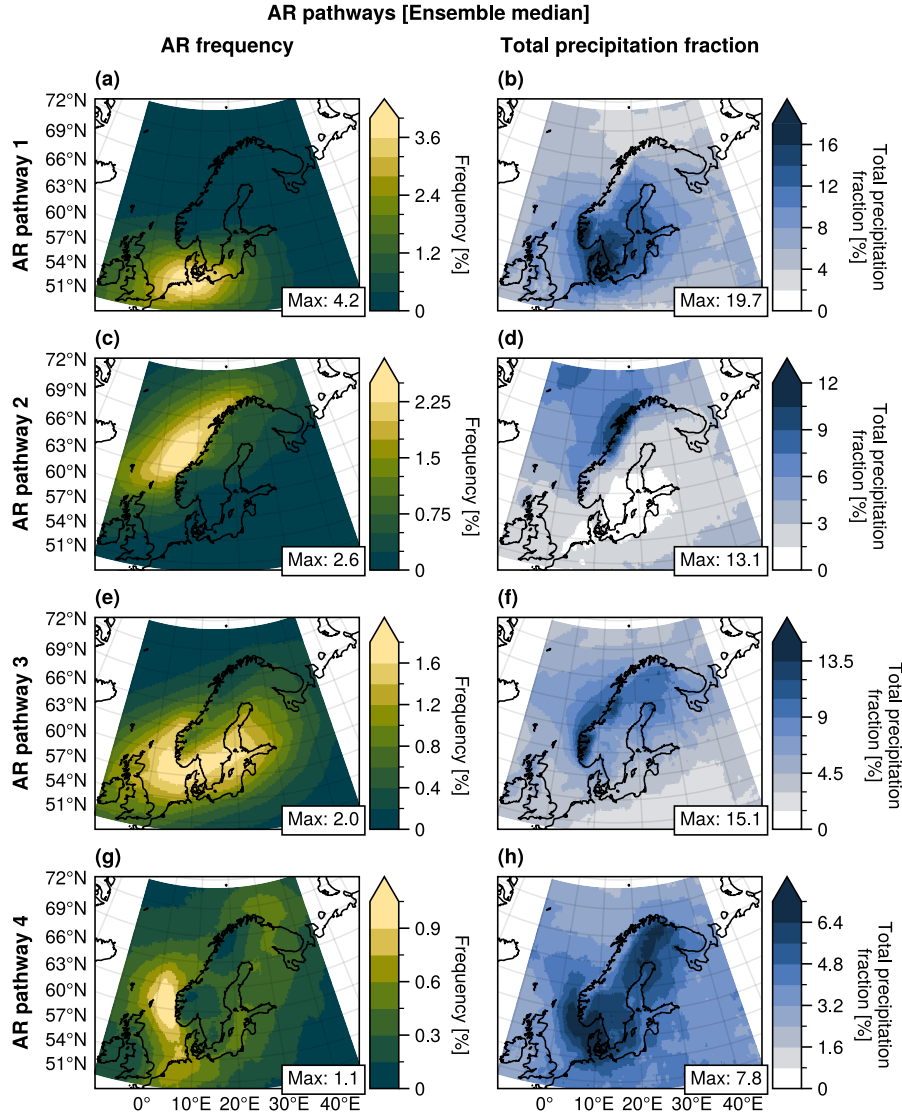 AR pathways [Ensemble median]
AR frequency
Total precipitation fraction
(a)
(b)
AR pathway 1
72°N
69°N
66°N
63°N
60°N
57°N
54°N
51°N
Max: 4.2
3.6
2.4
1.2
0
Frequency [%]
Max: 19.7
16
12
8
4
0
Total precipitation
fraction [%]
(c)
(d)
AR pathway 2
72°N
69°N
66°N
63°N
60°N
57°N
54°N
51°N
Max: 2.6
2.25
1.5
0.75
0
Frequency [%]
Max: 13.1
12
9
6
3
0
Total precipitation
fraction [%]
(e)
(f)
AR pathway 3
72°N
69°N
66°N
63°N
60°N
57°N
54°N
51°N
Max: 2.0
1.6
1.2
0.8
0.4
0
Frequency [%]
Max: 15.1
13.5
9
4.5
0
Total precipitation
fraction [%]
(g)
(h)
AR pathway 4
72°N
69°N
66°N
63°N
60°N
57°N
54°N
51°N
Max: 1.1
0.9
0.6
0.3
0
Frequency [%]
Max: 7.8
6.4
4.8
3.2
1.6
0
Total precipitation
fraction [%]
0° 10°E 20°E 30°E 40°E
0° 10°E 20°E 30°E 40°E